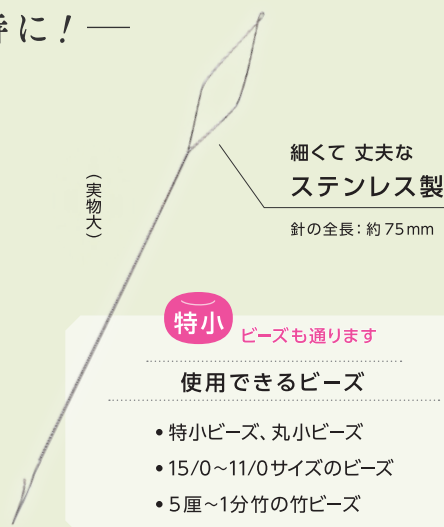 に！
細くて 丈夫な
ステンレス製
針の全長：約75mm
（実物大）
特小 ビーズも通ります
使用できるビーズ
• 特小ビーズ、丸小ビーズ
• 15/0～11/0サイズのビーズ
• 5厘～1分竹の竹ビーズ